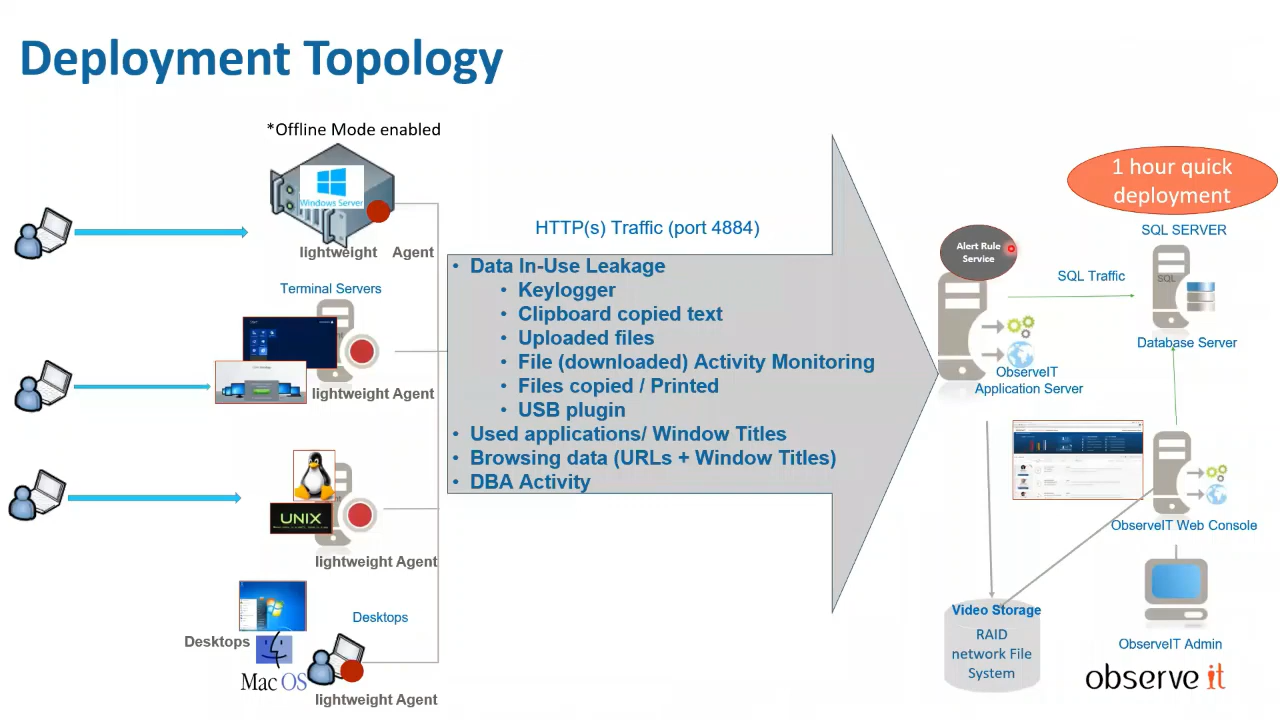 Deployment Topology
*Offline Mode enabled
Windows Server
lightweight Agent
Terminal Servers
lightweight Agent
UNIX
lightweight Agent
Desktops
Desktops
Mac OS
lightweight Agent
HTTP(s) Traffic (port 4884)
• Data In-Use Leakage
• Keylogger
• Clipboard copied text
• Uploaded files
• File (downloaded) Activity Monitoring
• Files copied / Printed
• USB plugin
• Used applications/ Window Titles
• Browsing data (URLs + Window Titles)
• DBA Activity
1 hour quick
deployment
SQL SERVER
Alert Rule
Service
SQL Traffic
SQL
Database Server
ObserveIT
Application Server
ObserveIT Web Console
Video Storage
RAID
network File
System
ObserveIT Admin
observe it